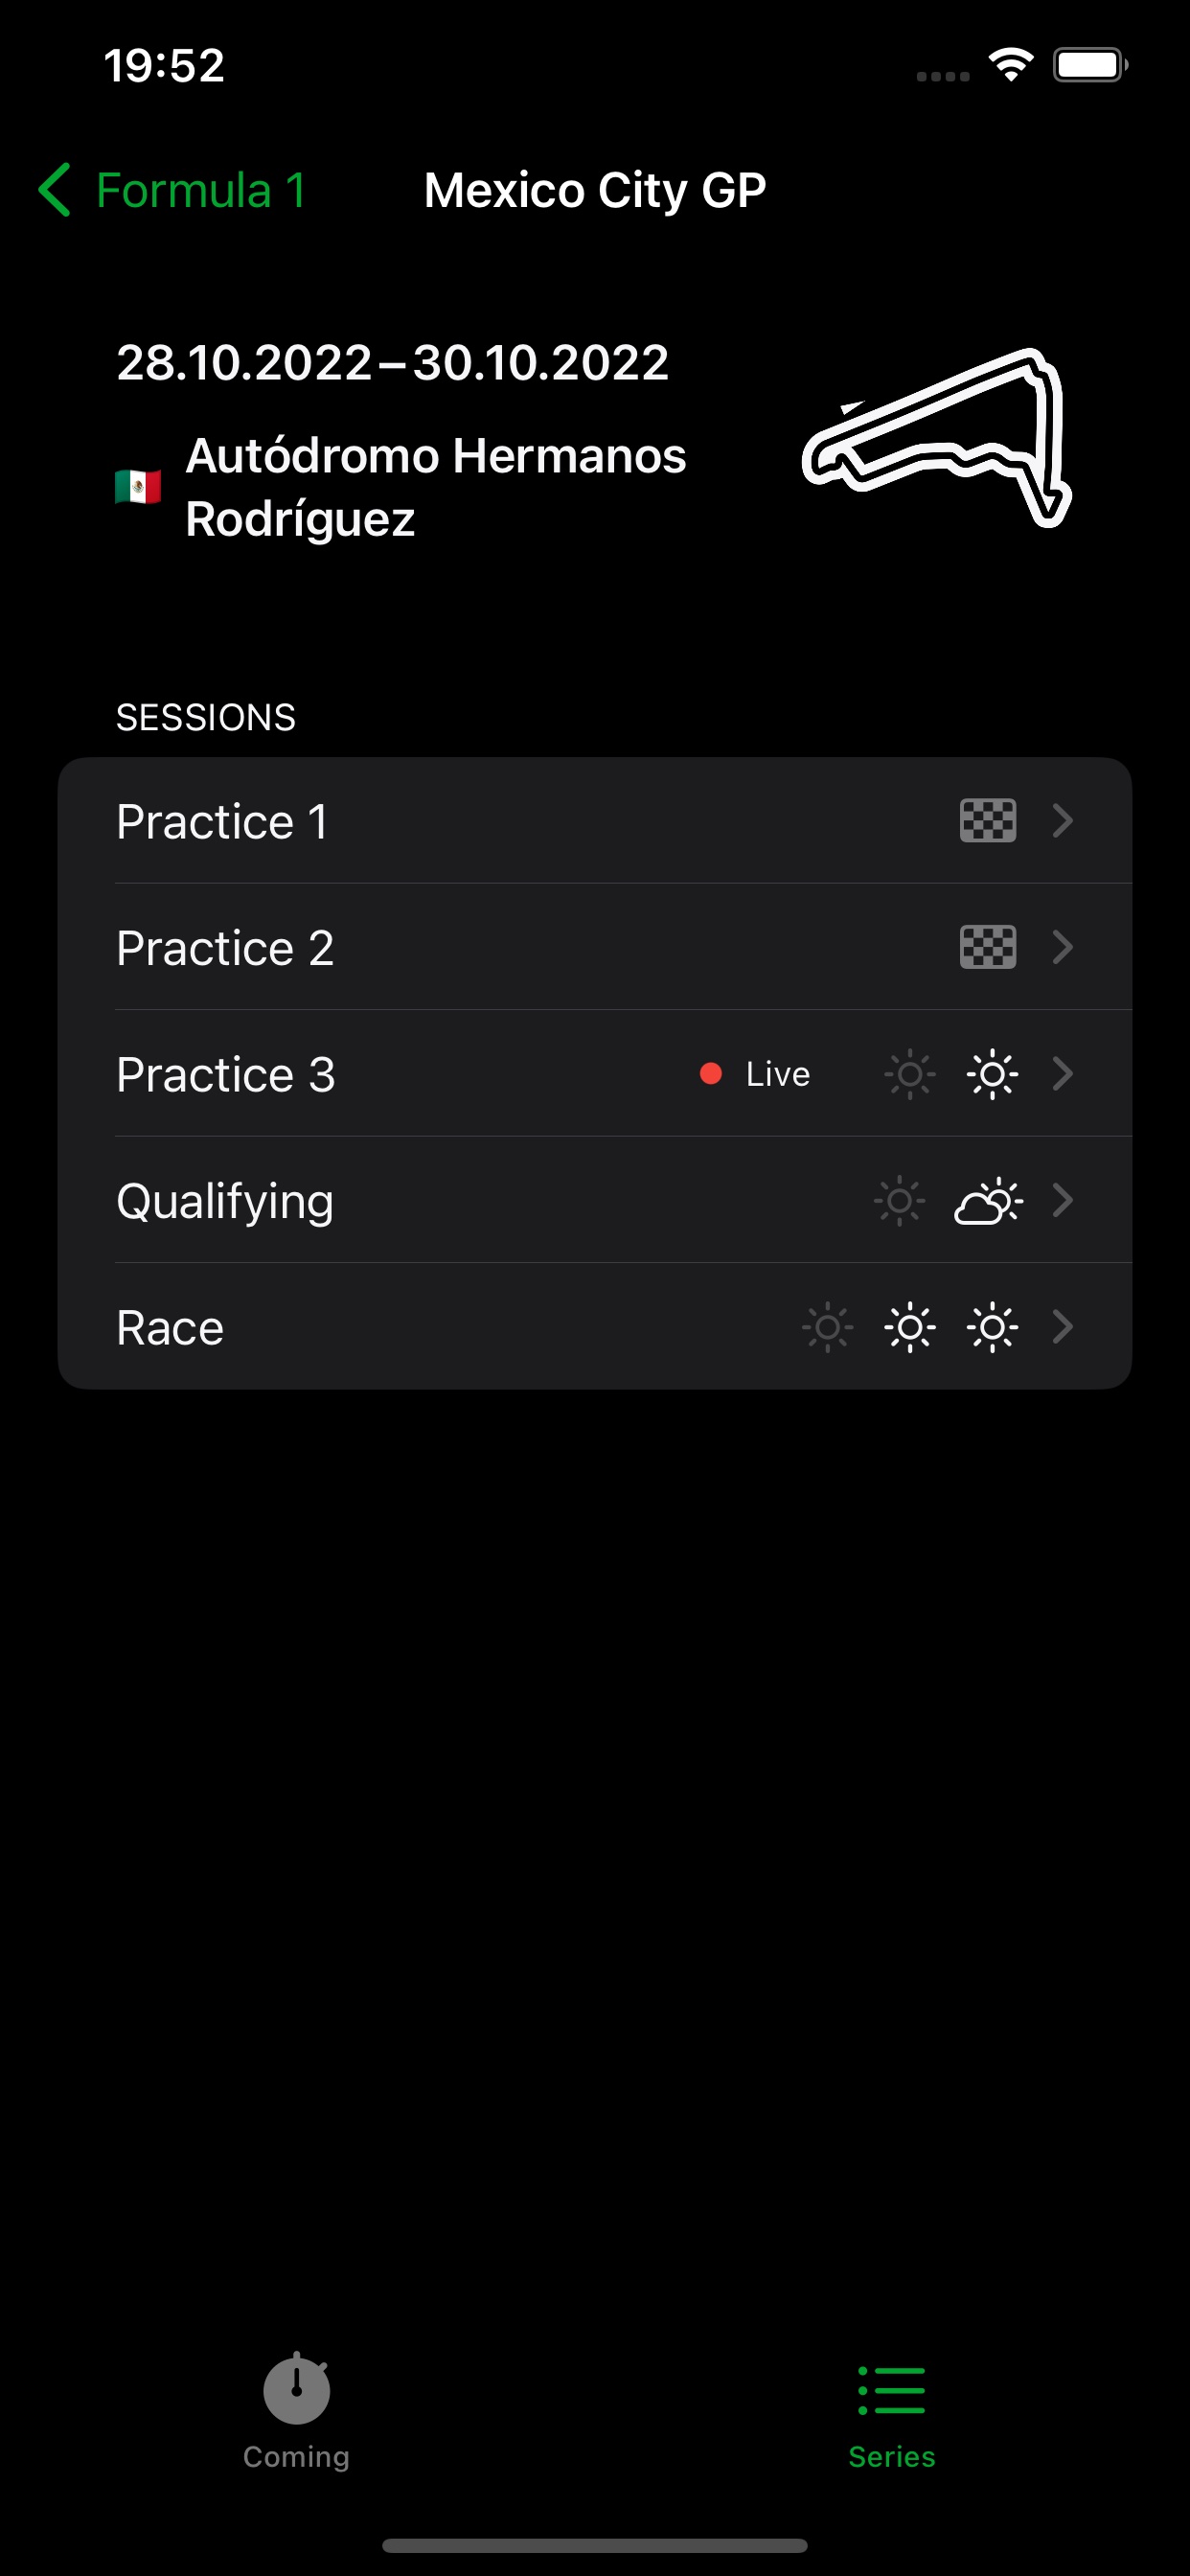 19:52
Formula 1
Mexico City GP
28.10.2022–30.10.2022
Autódromo Hermanos
Rodríguez
SESSIONS
Practice 1
Practice 2
Practice 3
Live
Qualifying
Race
Coming
Series